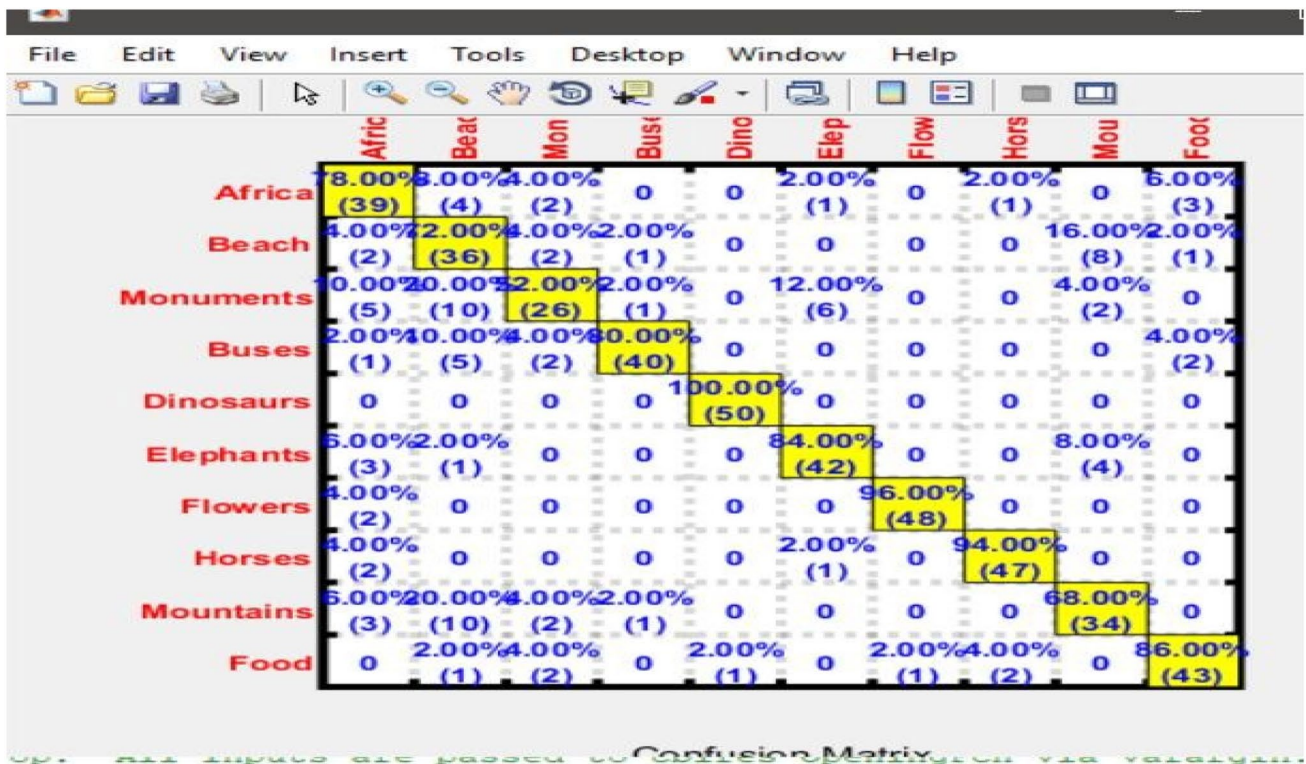 File Edit View Insert Tools Desktop Window Help
Afric Beac Mon Buse Dino Elep Flow Hors Mou Food
Africa 78.00% 8.00% 4.00% 0 0 2.00% 0 2.00% 0 6.00%
(39) (4) (2) (1) (1) (3)
Beach 4.00% 72.00% 4.00% 2.00% 0 0 0 0 16.00% 2.00%
(2) (36) (2) (1) (8) (1)
Monuments 10.00% 20.00% 52.00% 2.00% 0 12.00% 0 0 4.00% 0
(5) (10) (26) (1) (6) (2)
Buses 2.00% 10.00% 4.00% 80.00% 0 0 0 0 0 4.00%
(1) (5) (2) (40) (2)
Dinosaurs 0 0 0 0 100.00% 0 0 0 0 0
(50)
Elephants 6.00% 2.00% 0 0 0 84.00% 0 0 8.00% 0
(3) (1) (42) (4)
Flowers 4.00% 0 0 0 0 0 96.00% 0 0 0
(2) (48)
Horses 4.00% 0 0 0 0 2.00% 0 94.00% 0 0
(2) (1) (47)
Mountains 6.00% 20.00% 4.00% 2.00% 0 0 0 0 68.00% 0
(3) (10) (2) (1) (34)
Food 0 2.00% 4.00% 0 2.00% 0 2.00% 4.00% 0 86.00%
(1) (2) (1) (1) (2) (43)
Confusion Matrix
All inputs are passed to via varargin.